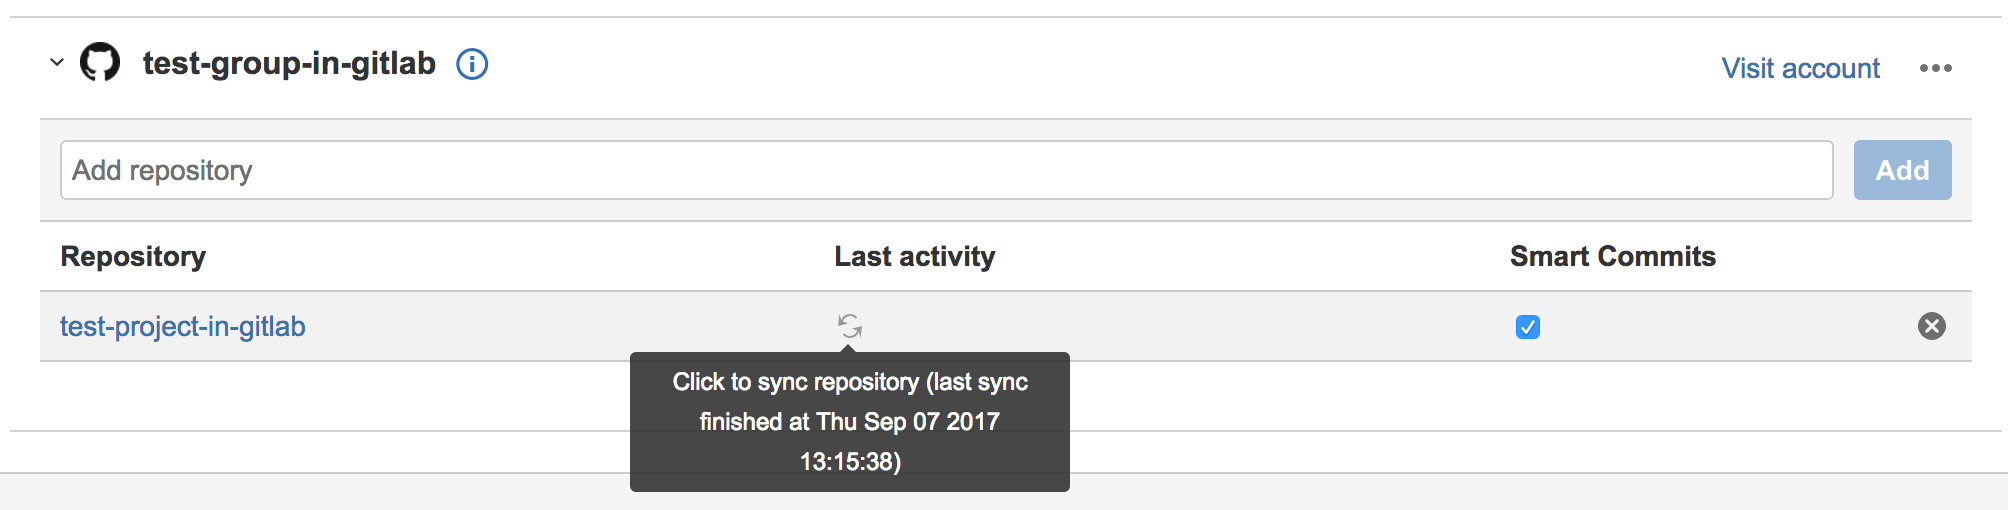 test-group-in-gitlab
Visit account
Add repository
Add
Repository
Last activity
Smart Commits
test-project-in-gitlab
Click to sync repository (last sync
finished at Thu Sep 07 2017
13:15:38)